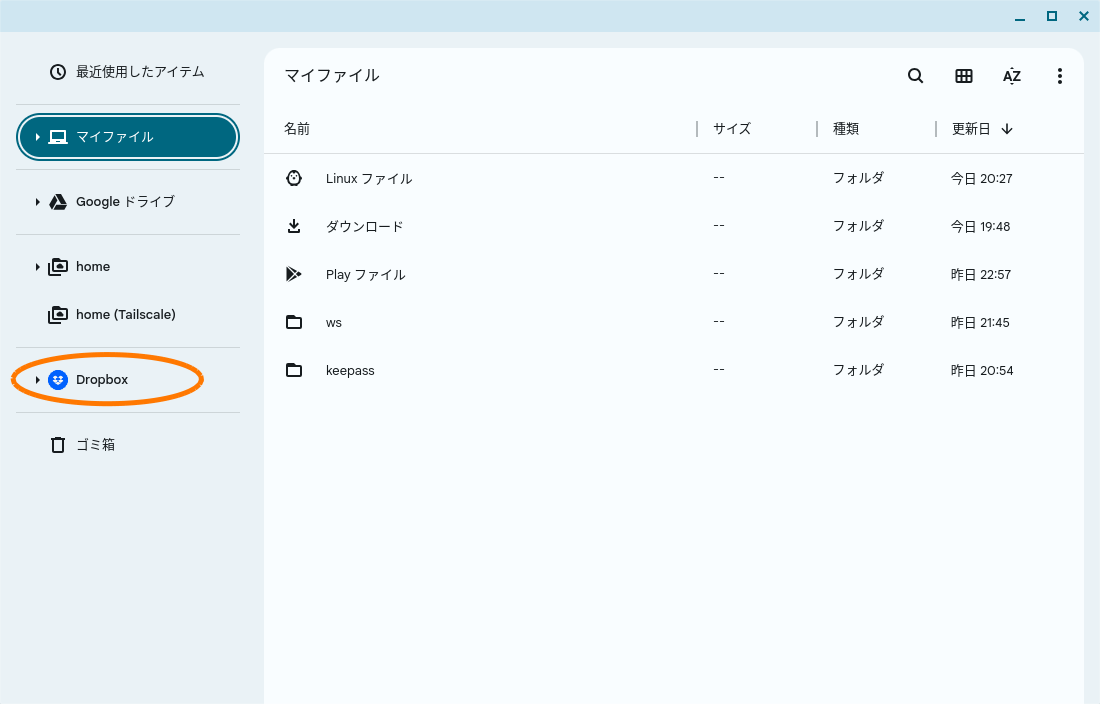 最近使用したアイテム
マイファイル
Google ドライブ
home
home (Tailscale)
Dropbox
ゴミ箱
マイファイル
AZ
名前 サイズ 種類 更新日
Linux ファイル -- フォルダ 今日 20:27
ダウンロード -- フォルダ 今日 19:48
Play ファイル -- フォルダ 昨日 22:57
ws -- フォルダ 昨日 21:45
keepass -- フォルダ 昨日 20:54